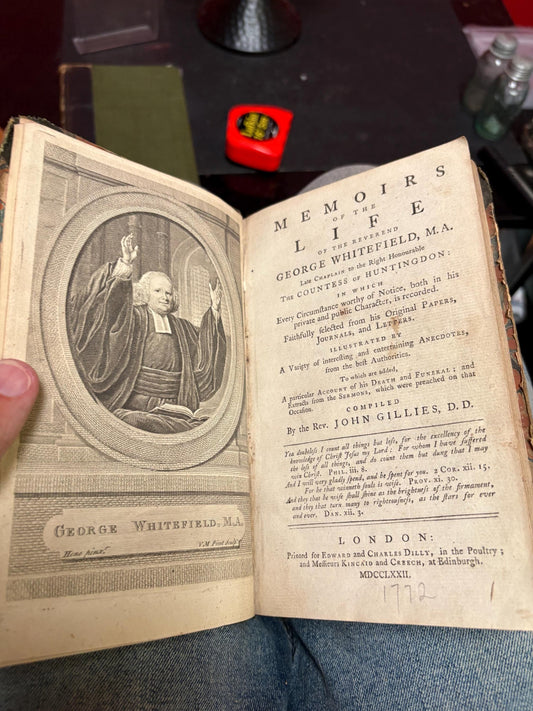 GEORGE WHITEFIELD, M.A.
Hone pinx.^t
V.M Picot Sculp.^t
MEMOIRS
OF THE
LIFE
OF THE REVEREND
GEORGE WHITEFIELD, M.A.
Late CHAPLAIN to the Right Honourable
THE COUNTESS OF HUNTINGDON:
IN WHICH
Every Circumſtance worthy of Notice, both in his
private and public Character, is recorded.
Faithfully ſelected from his ORIGINAL PAPERS,
JOURNALS, and LETTERS.
ILLUSTRATED BY
A Variety of intereſting and entertaining ANECDOTES,
from the beſt Authorities.
To which are added,
A particular ACCOUNT of his DEATH and FUNERAL; and
Extracts from the SERMONS, which were preached on that
Occaſion.
COMPILED
By the Rev. JOHN GILLIES, D.D.
Yea doubtleſs I count all things but loſs, for the excellency of the
knowledge of Chriſt Jeſus my Lord: For whom I have ſuffered
the loſs of all things, and do count them but dung that I may
win Chriſt. PHIL. iii. 8.
And I will very gladly ſpend, and be ſpent for you. 2 COR. xii. 15.
For he that winneth ſouls is wiſe. PROV. xi. 30.
And they that be wiſe ſhall ſhine as the brightneſs of the firmament,
and they that turn many to righteouſneſs, as the ſtars for ever
and ever. DAN. xii. 3.
LONDON:
Printed for EDWARD and CHARLES DILLY, in the Poultry;
and Meſſieurs KINCAID and CREECH, at Edinburgh.
MDCCLXXII.
1772